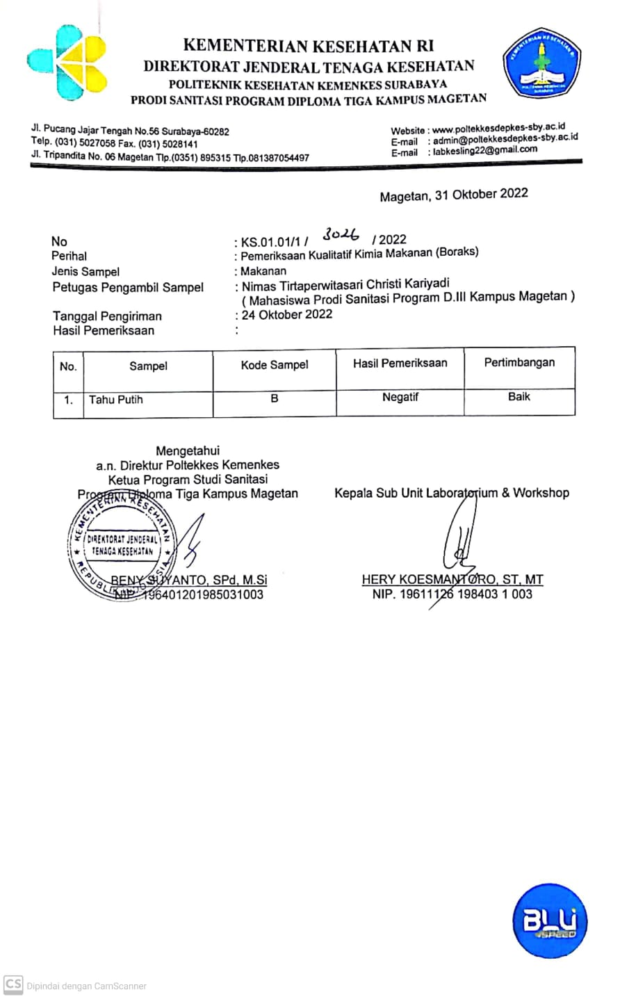 KEMENTERIAN KESEHATAN RI
DIREKTORAT JENDERAL TENAGA KESEHATAN
POLITEKNIK KESEHATAN KEMENKES SURABAYA
PRODI SANITASI PROGRAM DIPLOMA TIGA KAMPUS MAGETAN
KEMENTERIAN KESEHATAN RI
POLITEKNIK KESEHATAN
SURABAYA
Jl. Pucang Jajar Tengah No.56 Surabaya-60282
Telp. (031) 5027058 Fax. (031) 5028141
Jl. Tripandita No. 06 Magetan Tlp.(0351) 895315 Tlp.081387054497
Website : www.poltekkesdepkes-sby.ac.id
E-mail : admin@poltekkesdepkes-sby.ac.id
E-mail : labkesling22@gmail.com
Magetan, 31 Oktober 2022
No : KS.01.01/1 / 3026 / 2022
Perihal : Pemeriksaan Kualitatif Kimia Makanan (Boraks)
Jenis Sampel : Makanan
Petugas Pengambil Sampel : Nimas Tirtaperwitasari Christi Kariyadi
( Mahasiswa Prodi Sanitasi Program D.III Kampus Magetan )
Tanggal Pengiriman : 24 Oktober 2022
Hasil Pemeriksaan :
No. Sampel Kode Sampel Hasil Pemeriksaan Pertimbangan
1. Tahu Putih B Negatif Baik
Mengetahui
a.n. Direktur Poltekkes Kemenkes
Ketua Program Studi Sanitasi
Program Diploma Tiga Kampus Magetan
Kepala Sub Unit Laboratorium & Workshop
KEMENTERIAN KESEHATAN
DIREKTORAT JENDERAL
TENAGA KESEHATAN
REPUBLIK INDONESIA
BENY SUYANTO, SPd, M.Si
NIP. 196401201985031003
HERY KOESMANTORO, ST, MT
NIP. 19611126 198403 1 003
BLU
SPEED
CS Dipindai dengan CamScanner